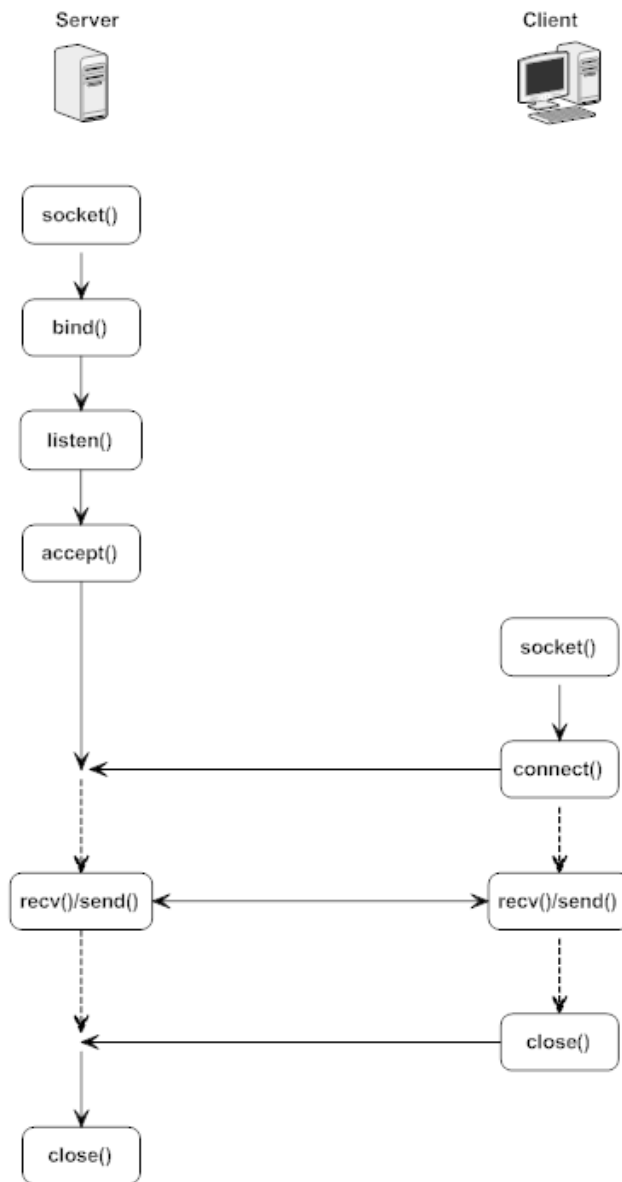 Server
Client
socket()
bind()
listen()
accept()
socket()
connect()
recv()/send()
recv()/send()
close()
close()